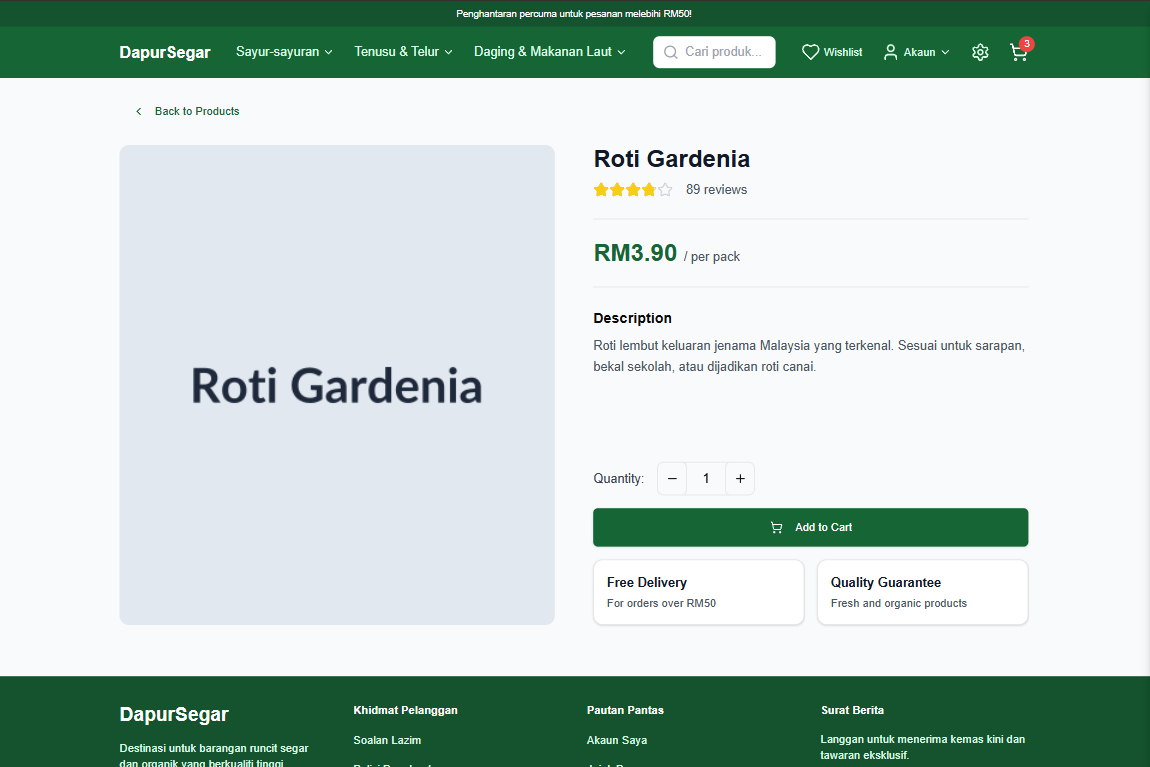 Penghantaran percuma untuk pesanan melebihi RM50!
DapurSegar
Sayur-sayuran
Tenusu & Telur
Daging & Makanan Laut
Cari produk...
Wishlist
Akaun
3
Back to Products
Roti Gardenia
Roti Gardenia
89 reviews
RM3.90 / per pack
Description
Roti lembut keluaran jenama Malaysia yang terkenal. Sesuai untuk sarapan,
bekal sekolah, atau dijadikan roti canai.
Quantity:
1
Add to Cart
Free Delivery
For orders over RM50
Quality Guarantee
Fresh and organic products
DapurSegar
Destinasi untuk barangan runcit segar
dan organik yang berkualiti tinggi
Khidmat Pelanggan
Soalan Lazim
Pautan Pantas
Akaun Saya
Surat Berita
Langgan untuk menerima kemas kini dan
tawaran eksklusif.